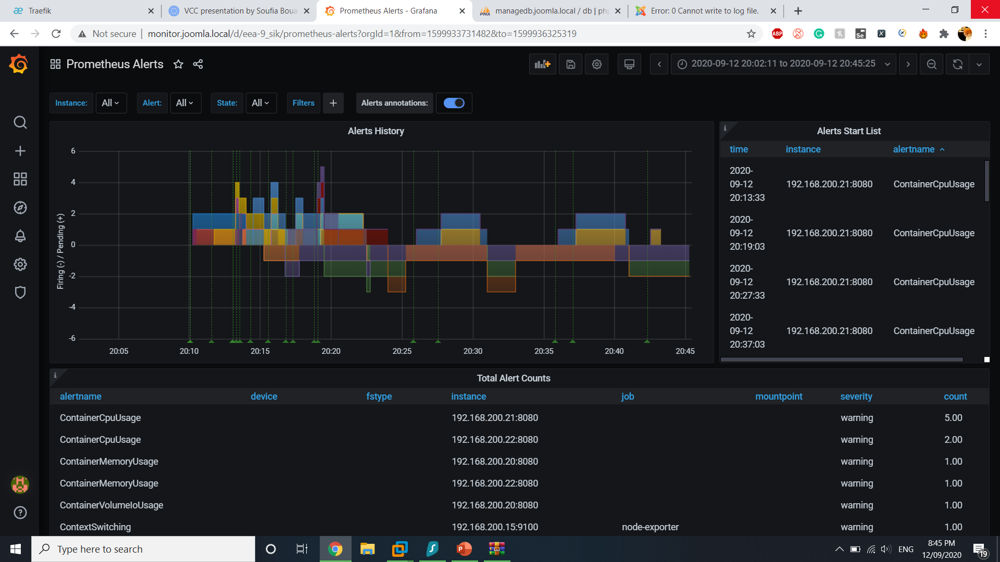 Traefik
VCC presentation by Soufia Boua
Prometheus Alerts - Grafana
managedb.joomla.local / db | php
Error: 0 Cannot write to log file.
Not secure
monitor.joomla.local/d/eea-9_sik/prometheus-alerts?orgId=1&from=1599933731482&to=1599936325319
ABP
Se
Prometheus Alerts
2020-09-12 20:02:11 to 2020-09-12 20:45:25
Instance:
All
Alert:
All
State:
All
Filters
+
Alerts annotations:
Alerts History
Firing (-) / Pending (+)
6
4
2
0
-2
-4
-6
20:05
20:10
20:15
20:20
20:25
20:30
20:35
20:40
20:45
Alerts Start List
time instance alertname
2020-
09-12 192.168.200.21:8080 ContainerCpuUsage
20:13:33
2020-
09-12 192.168.200.21:8080 ContainerCpuUsage
20:19:03
2020-
09-12 192.168.200.21:8080 ContainerCpuUsage
20:27:33
2020-
09-12 192.168.200.21:8080 ContainerCpuUsage
20:37:03
Total Alert Counts
alertname device fstype instance job mountpoint severity count
ContainerCpuUsage 192.168.200.21:8080 warning 5.00
ContainerCpuUsage 192.168.200.22:8080 warning 2.00
ContainerMemoryUsage 192.168.200.20:8080 warning 1.00
ContainerMemoryUsage 192.168.200.22:8080 warning 1.00
ContainerVolumeIoUsage 192.168.200.20:8080 warning 1.00
ContextSwitching 192.168.200.15:9100 node-exporter warning 1.00
Type here to search
ENG
8:45 PM
12/09/2020
19